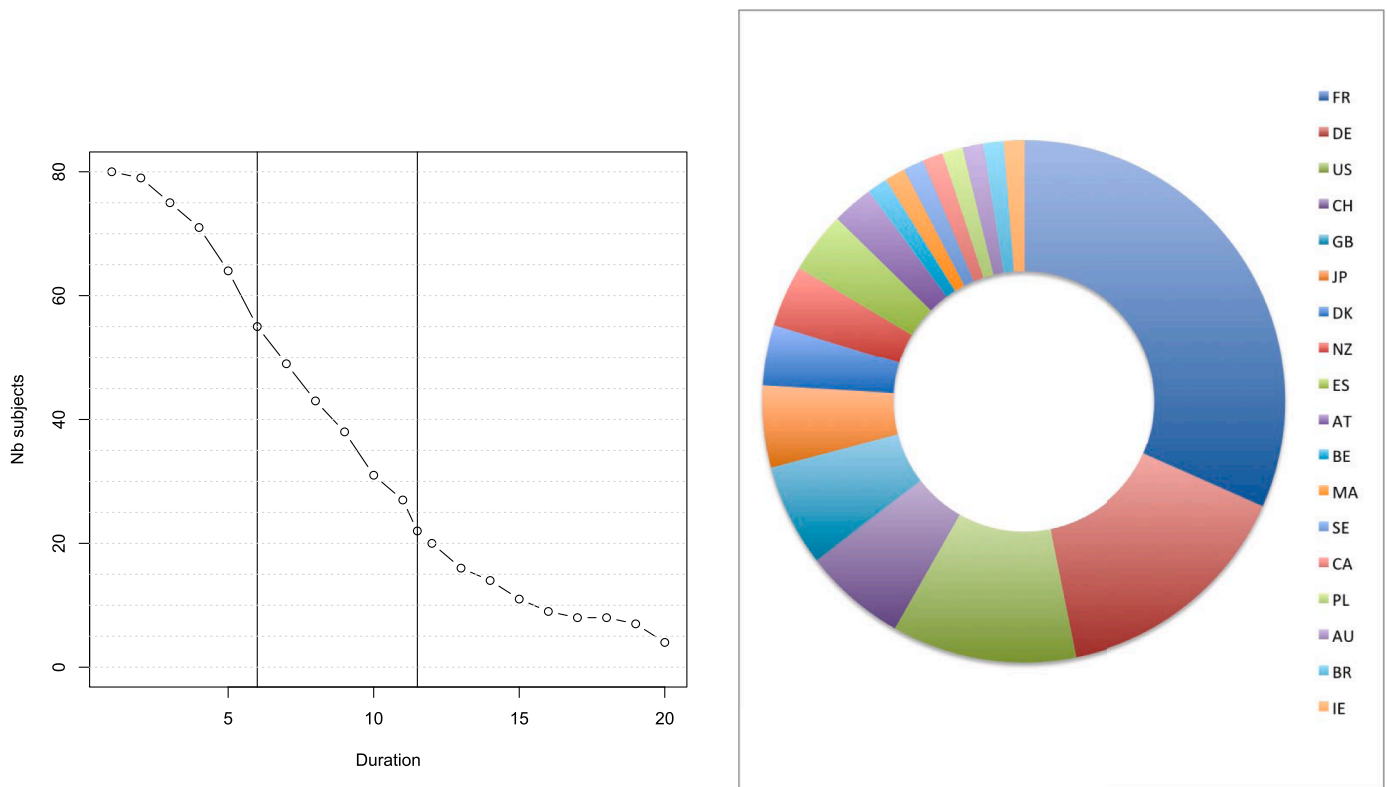 80
60
40
20
0
Nb subjects
5 10 15 20
Duration
FR
DE
US
CH
GB
JP
DK
NZ
ES
AT
BE
MA
SE
CA
PL
AU
BR
IE